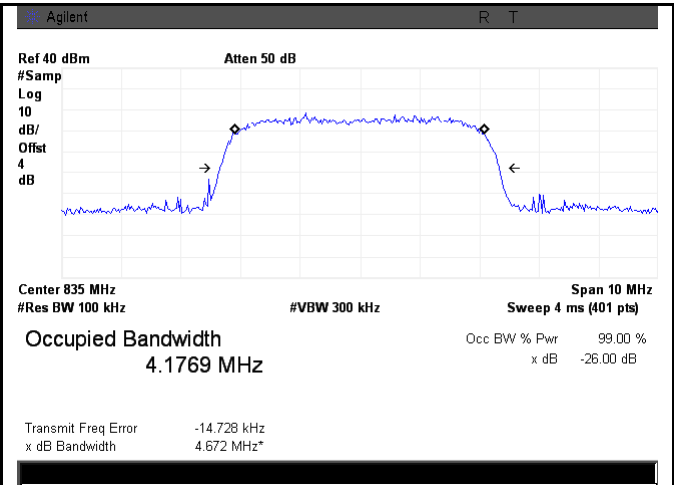 Agilent R T
Ref 40 dBm Atten 50 dB
#Samp
Log
10
dB/
Offst
4
dB
Center 835 MHz Span 10 MHz
#Res BW 100 kHz #VBW 300 kHz Sweep 4 ms (401 pts)
Occupied Bandwidth Occ BW % Pwr 99.00 %
4.1769 MHz x dB -26.00 dB
Transmit Freq Error -14.728 kHz
x dB Bandwidth 4.672 MHz*